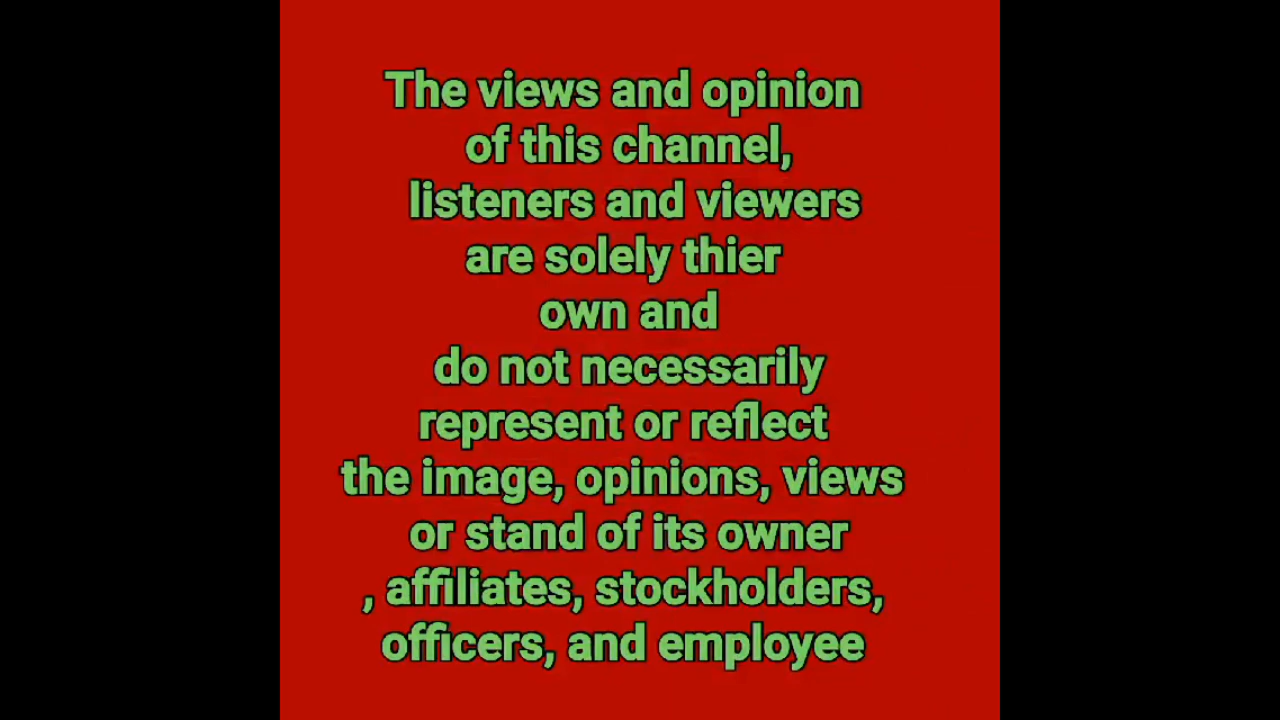 The views and opinion
of this channel,
listeners and viewers
are solely thier
own and
do not necessarily
represent or reflect
the image, opinions, views
or stand of its owner
, affiliates, stockholders,
officers, and employee